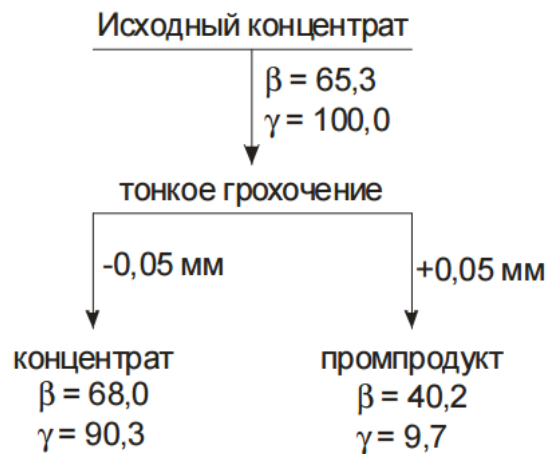 Исходный концентрат
β = 65,3
γ = 100,0
тонкое грохочение
-0,05 мм
+0,05 мм
концентрат
β = 68,0
γ = 90,3
промпродукт
β = 40,2
γ = 9,7